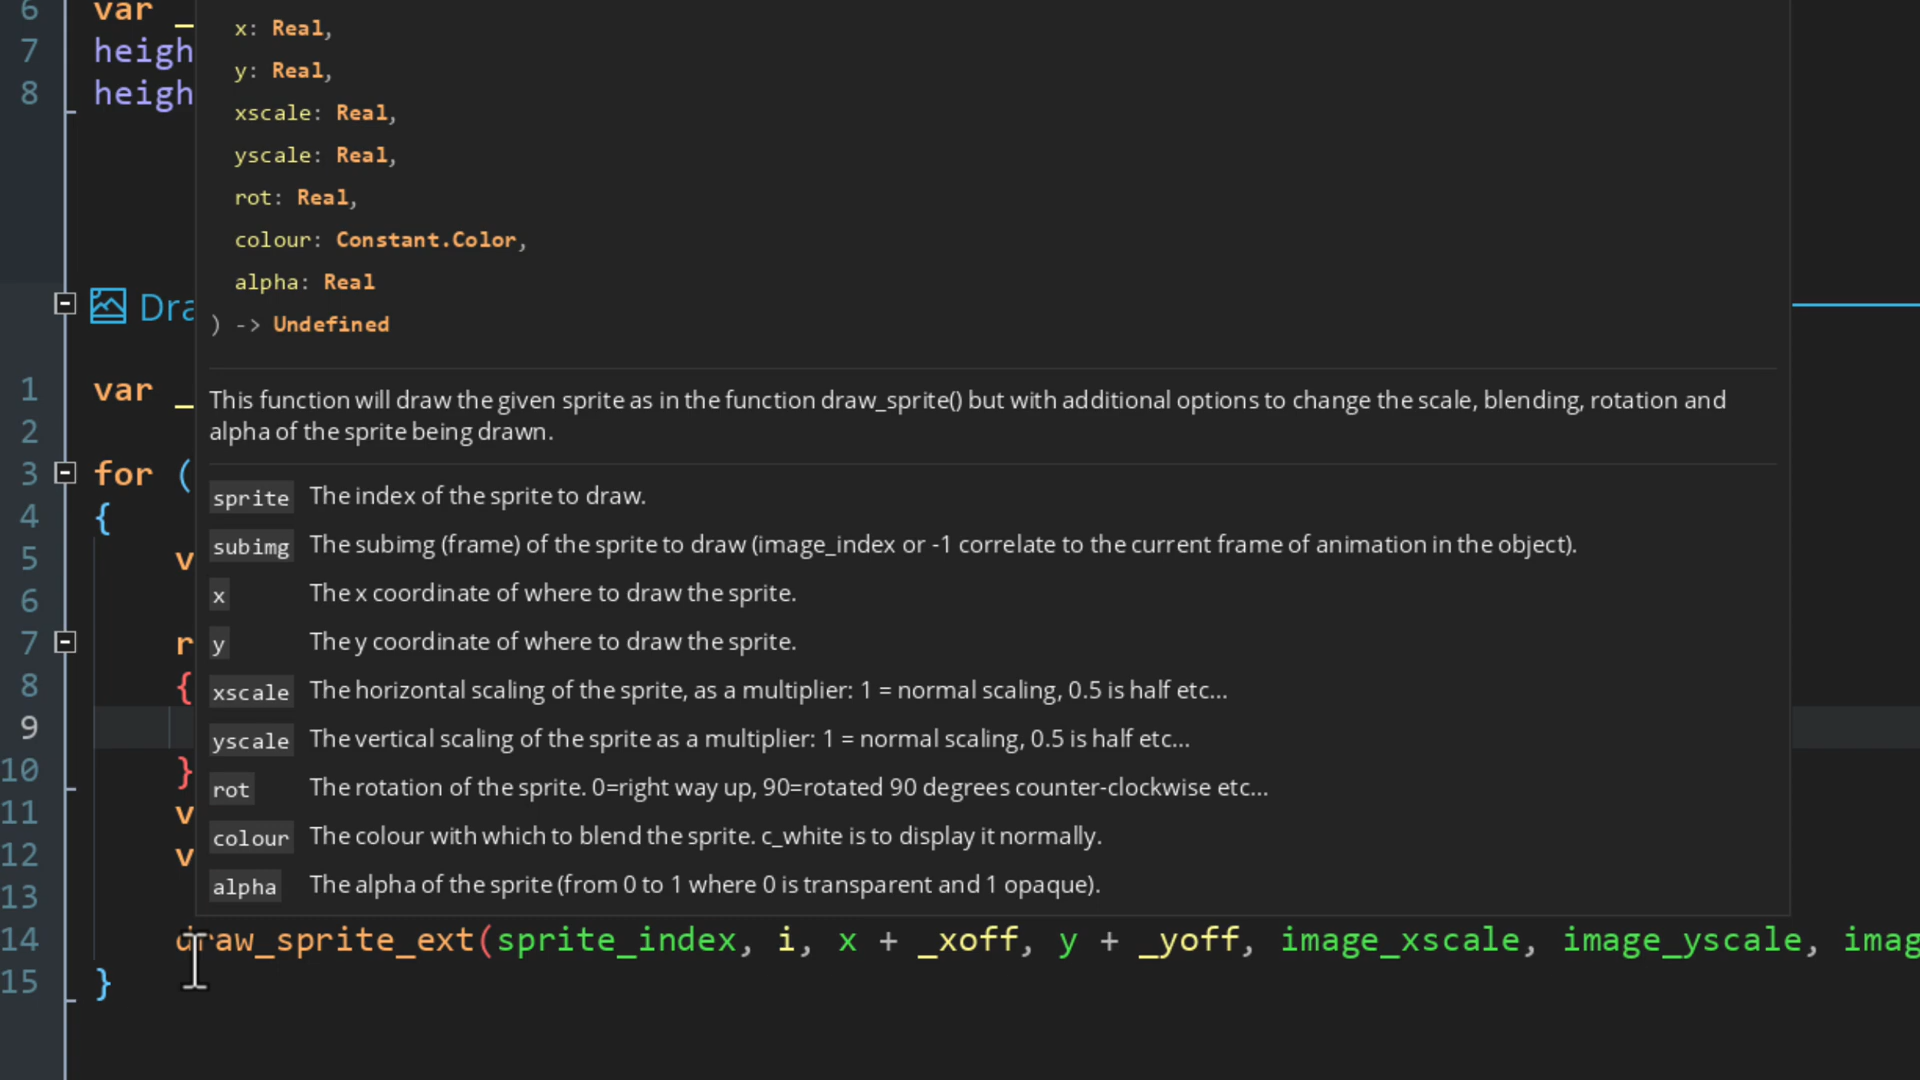 6 var _
x: Real,
7 heigh
y: Real,
8 heigh
xscale: Real,
yscale: Real,
rot: Real,
colour: Constant.Color,
alpha: Real
Dra
) -> Undefined
1 var _
This function will draw the given sprite as in the function draw_sprite() but with additional options to change the scale, blending, rotation and
2
alpha of the sprite being drawn.
3 for (
sprite The index of the sprite to draw.
4 {
subimg The subimg (frame) of the sprite to draw (image_index or -1 correlate to the current frame of animation in the object).
5 v
6
x The x coordinate of where to draw the sprite.
7 r
y The y coordinate of where to draw the sprite.
8 {
xscale The horizontal scaling of the sprite, as a multiplier: 1 = normal scaling, 0.5 is half etc...
9
yscale The vertical scaling of the sprite as a multiplier: 1 = normal scaling, 0.5 is half etc...
10 }
rot The rotation of the sprite. 0=right way up, 90=rotated 90 degrees counter-clockwise etc...
11 v
colour The colour with which to blend the sprite. c_white is to display it normally.
12 v
13
alpha The alpha of the sprite (from 0 to 1 where 0 is transparent and 1 opaque).
14 draw_sprite_ext(sprite_index, i, x + _xoff, y + _yoff, image_xscale, image_yscale, imag
15 }